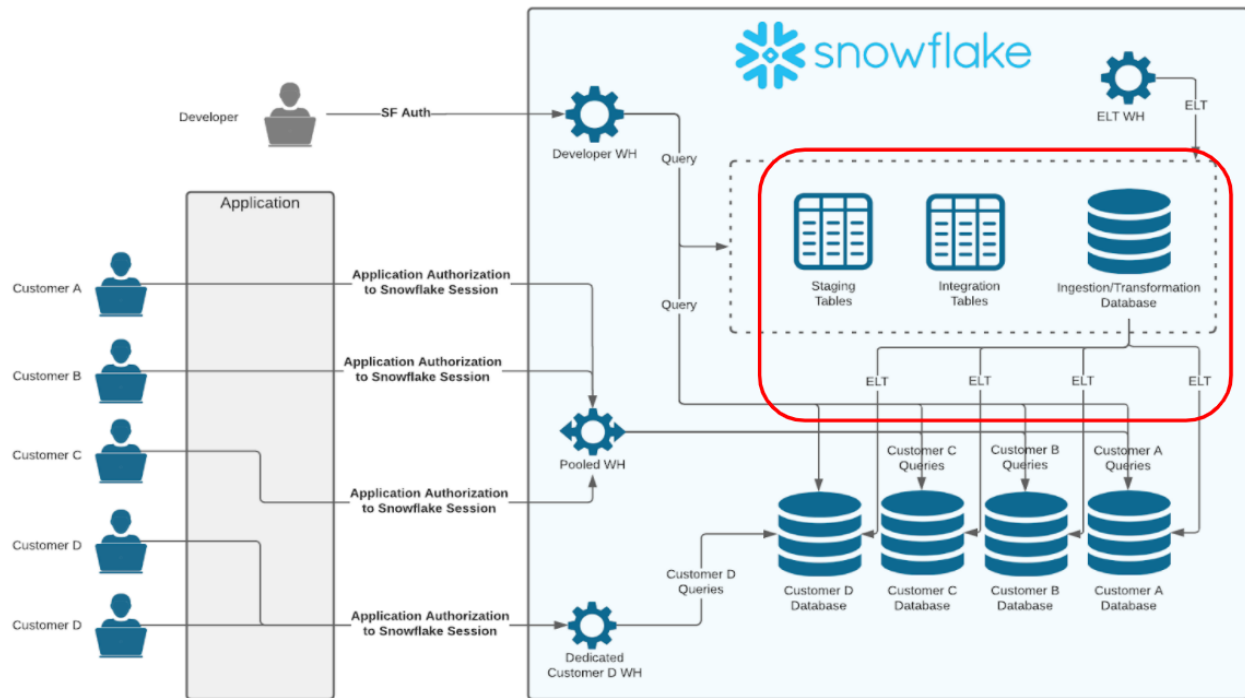 snowflake
Developer
SF Auth
Developer WH
Query
ELT WH
ELT
Application
Staging
Tables
Integration
Tables
Ingestion/Transformation
Database
Customer A
Application Authorization
to Snowflake Session
Query
Customer B
Application Authorization
to Snowflake Session
ELT
ELT
ELT
ELT
Customer C
Pooled WH
Customer C
Queries
Customer B
Queries
Customer A
Queries
Application Authorization
to Snowflake Session
Customer D
Customer D
Queries
Customer D
Database
Customer C
Database
Customer B
Database
Customer A
Database
Customer D
Application Authorization
to Snowflake Session
Dedicated
Customer D WH